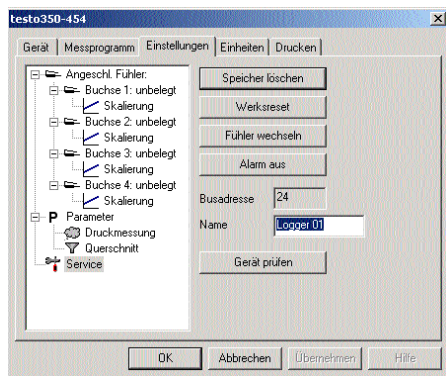 testo350-454
Gerät Messprogramm Einstellungen Einheiten Drucken
Angeschl. Fühler:
Buchse 1: unbelegt
Skalierung
Buchse 2: unbelegt
Skalierung
Buchse 3: unbelegt
Skalierung
Buchse 4: unbelegt
Skalierung
P Parameter
Druckmessung
Querschnitt
Service
Speicher löschen
Werksreset
Fühler wechseln
Alarm aus
Busadresse 24
Name Logger 01
Gerät prüfen
OK Abbrechen Übernehmen Hilfe